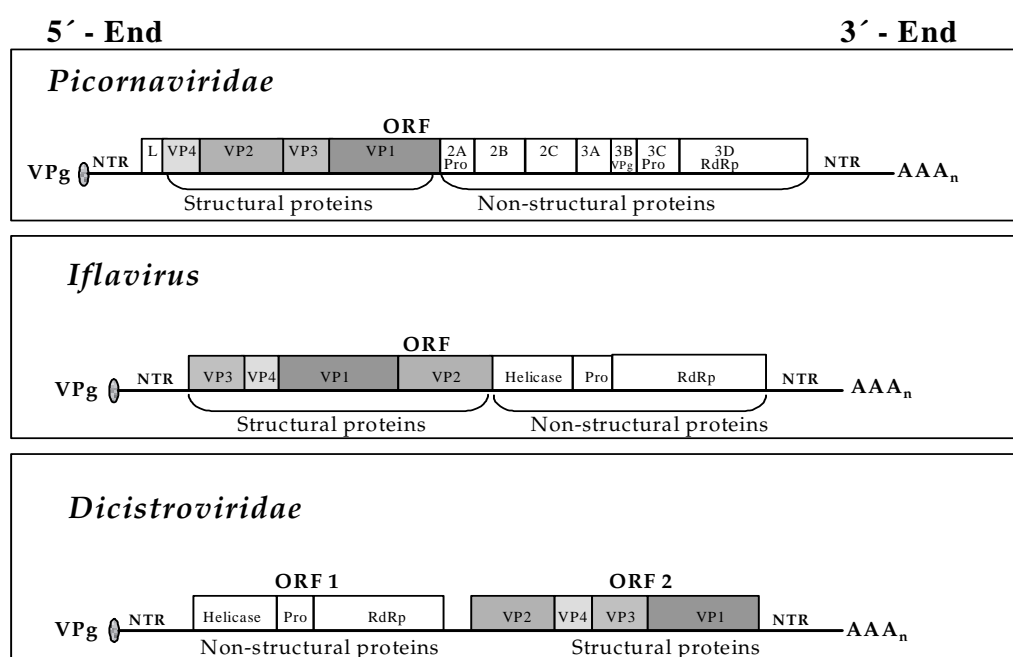 5´ - End 3´ - End
Picornaviridae
ORF
L VP4 VP2 VP3 VP1 2A Pro 2B 2C 3A 3B VPg 3C Pro 3D RdRp
VPg NTR NTR AAAn
Structural proteins Non-structural proteins
Iflavirus
ORF
VPg NTR VP3 VP4 VP1 VP2 Helicase Pro RdRp NTR AAAn
Structural proteins Non-structural proteins
Dicistroviridae
ORF 1 ORF 2
VPg NTR Helicase Pro RdRp VP2 VP4 VP3 VP1 NTR AAAn
Non-structural proteins Structural proteins